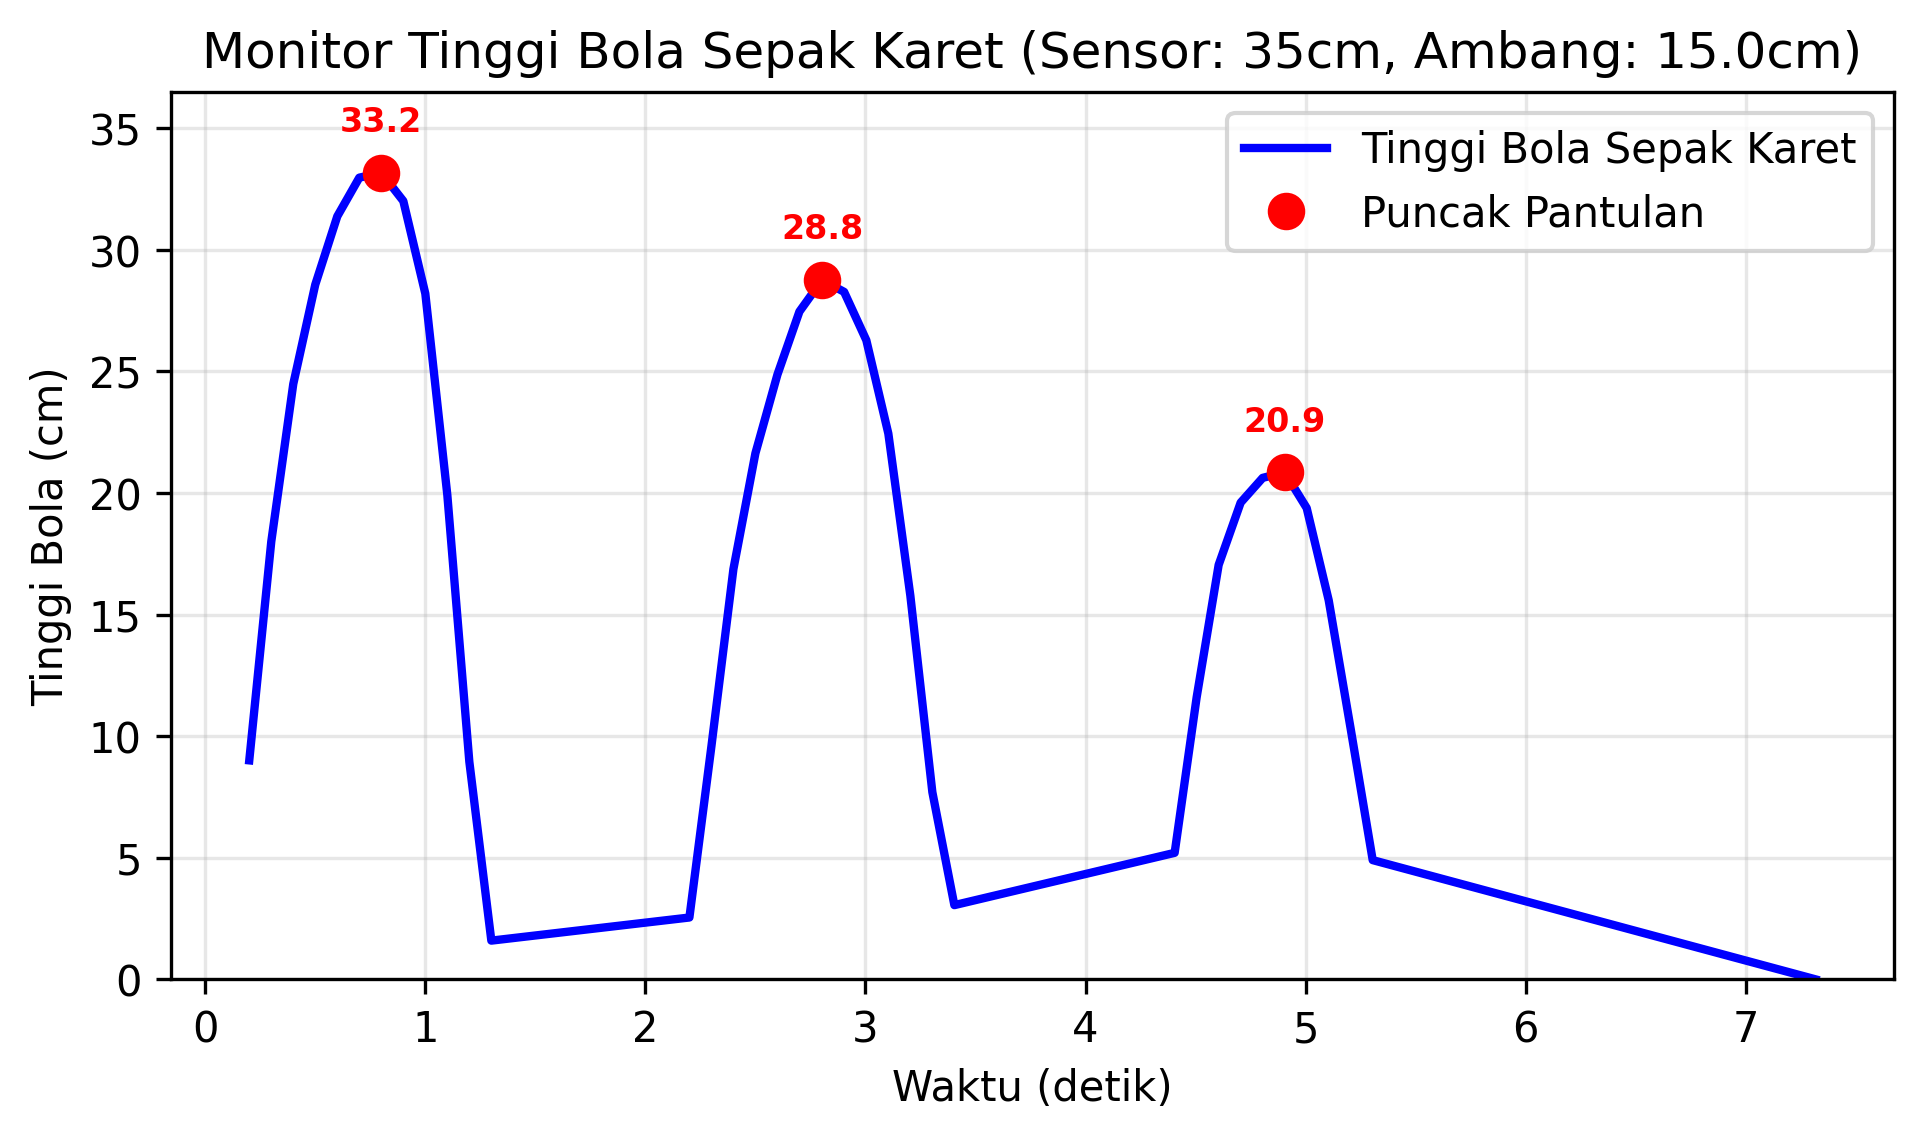 Monitor Tinggi Bola Sepak Karet (Sensor: 35cm, Ambang: 15.0cm)
Tinggi Bola Sepak Karet
Puncak Pantulan
33.2
28.8
20.9
Tinggi Bola (cm)
35
30
25
20
15
10
5
0
0 1 2 3 4 5 6 7
Waktu (detik)